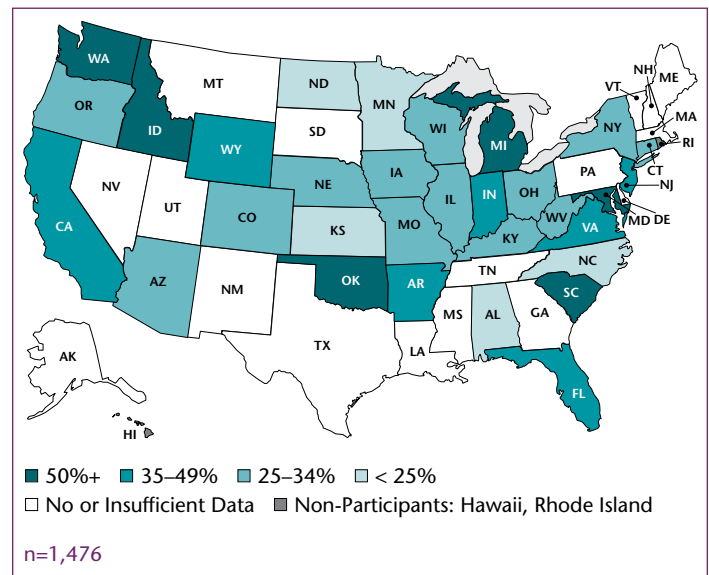 WA
MT
ND
MN
VT
NH
ME
OR
ID
SD
WI
MI
NY
MA
RI
CT
WY
NV
UT
CO
NE
IA
IL
IN
OH
PA
NJ
CA
KS
MO
KY
WV
VA
MD
DE
AZ
NM
OK
AR
TN
NC
SC
TX
LA
MS
AL
GA
AK
HI
FL
50%+ 35–49% 25–34% < 25%
No or Insufficient Data Non-Participants: Hawaii, Rhode Island
n=1,476